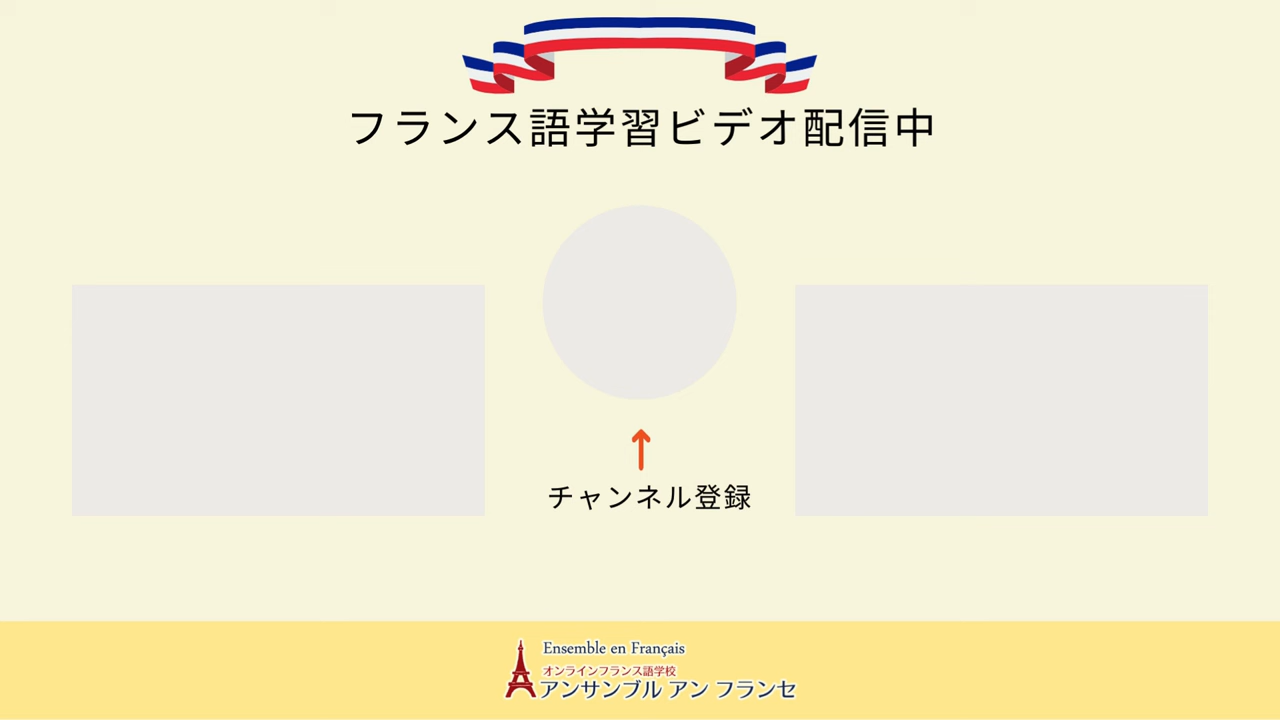 フランス語学習ビデオ配信中
チャンネル登録
Ensemble en Français
オンラインフランス語学校
アンサンブル アン フランセ